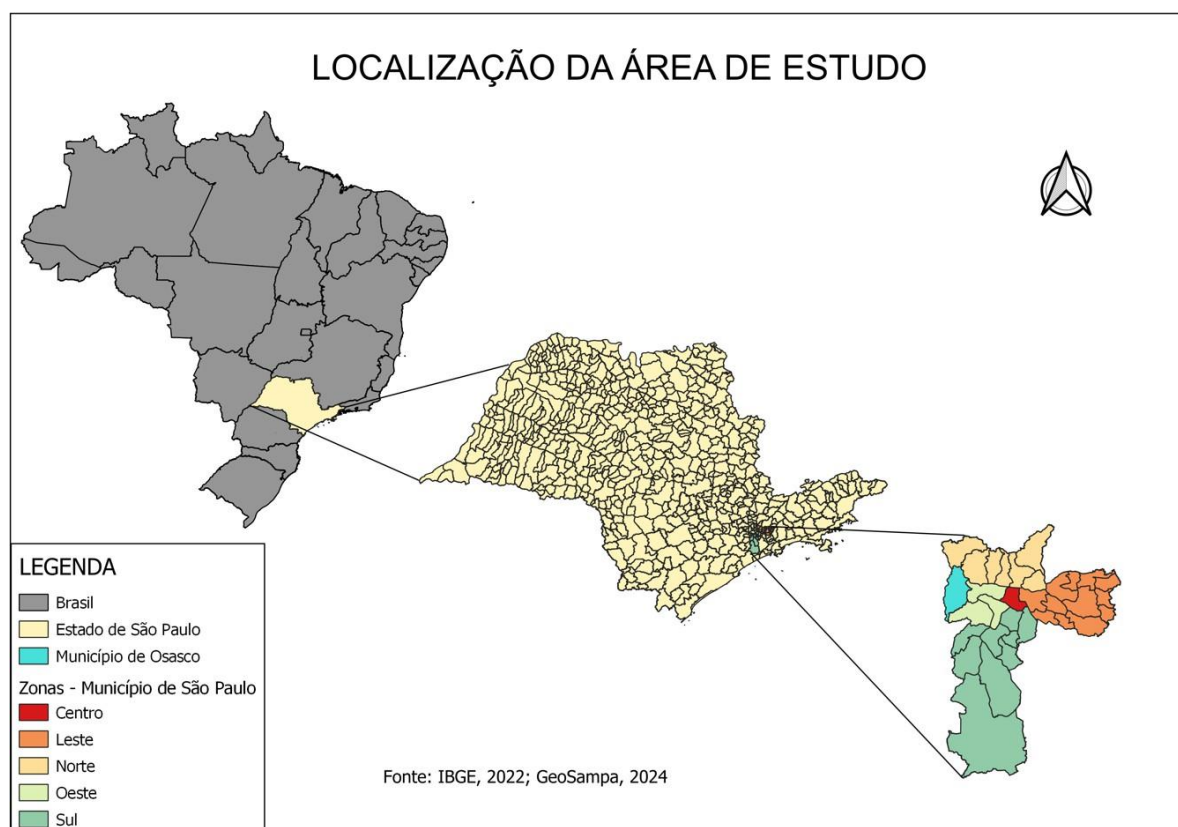 LOCALIZAÇÃO DA ÁREA DE ESTUDO
LEGENDA
Brasil
Estado de São Paulo
Município de Osasco
Zonas - Município de São Paulo
Centro
Leste
Norte
Oeste
Sul
Fonte: IBGE, 2022; GeoSampa, 2024